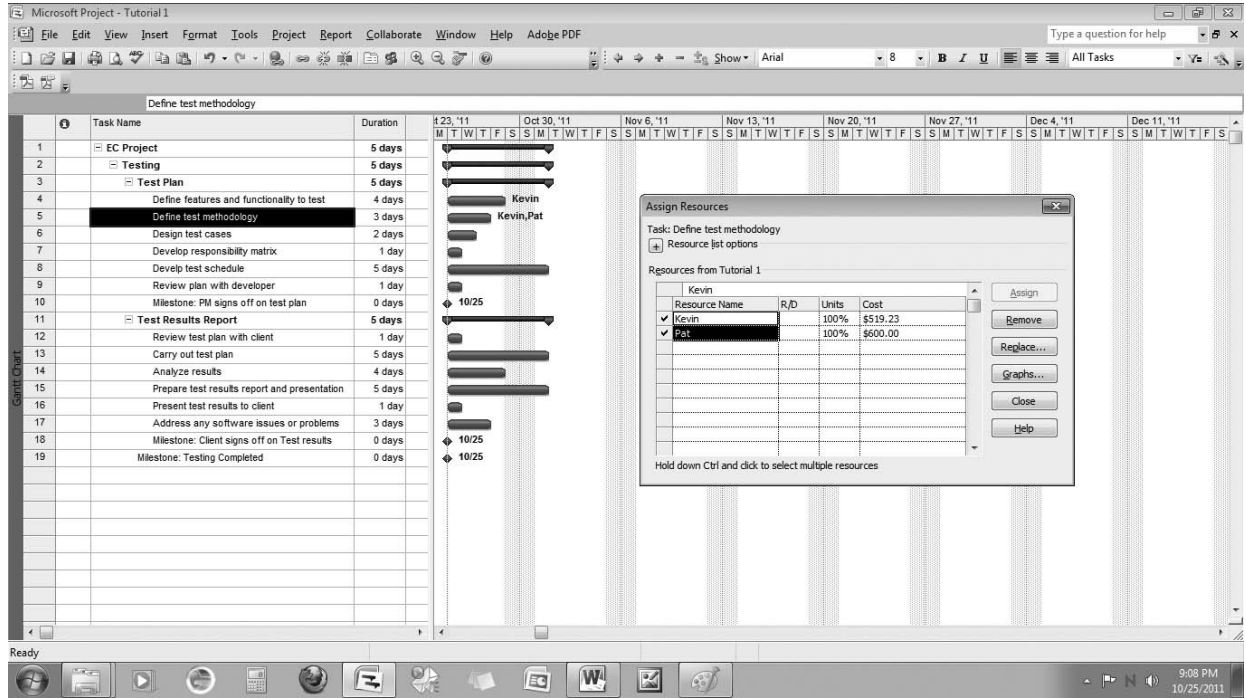 Microsoft Project - Tutorial 1
File Edit View Insert Format Tools Project Report Collaborate Window Help Adobe PDF Type a question for help
Show Arial 8 B I U All Tasks
Define test methodology
Task Name Duration t 23, '11 Oct 30, '11 Nov 6, '11 Nov 13, '11 Nov 20, '11 Nov 27, '11 Dec 4, '11 Dec 11, '11
M T W T F S S M T W T F S S M T W T F S S M T W T F S S M T W T F S S M T W T F S S M T W T F S S M T W T F S
1 EC Project 5 days
2 Testing 5 days
3 Test Plan 5 days
4 Define features and functionality to test 4 days Kevin
5 Define test methodology 3 days Kevin,Pat
6 Design test cases 2 days
7 Develop responsibility matrix 1 day
8 Develp test schedule 5 days
9 Review plan with developer 1 day
10 Milestone: PM signs off on test plan 0 days 10/25
11 Test Results Report 5 days
12 Review test plan with client 1 day
13 Carry out test plan 5 days
14 Analyze results 4 days
15 Prepare test results report and presentation 5 days
16 Present test results to client 1 day
17 Address any software issues or problems 3 days
18 Milestone: Client signs off on Test results 0 days 10/25
19 Milestone: Testing Completed 0 days 10/25
Gantt Chart
Assign Resources
Task: Define test methodology
+ Resource list options
Resources from Tutorial 1
Kevin
Resource Name R/D Units Cost
Kevin 100% $519.23
Pat 100% $600.00
Assign
Remove
Replace...
Graphs...
Close
Help
Hold down Ctrl and click to select multiple resources
Ready
EC W
9:08 PM
10/25/2011